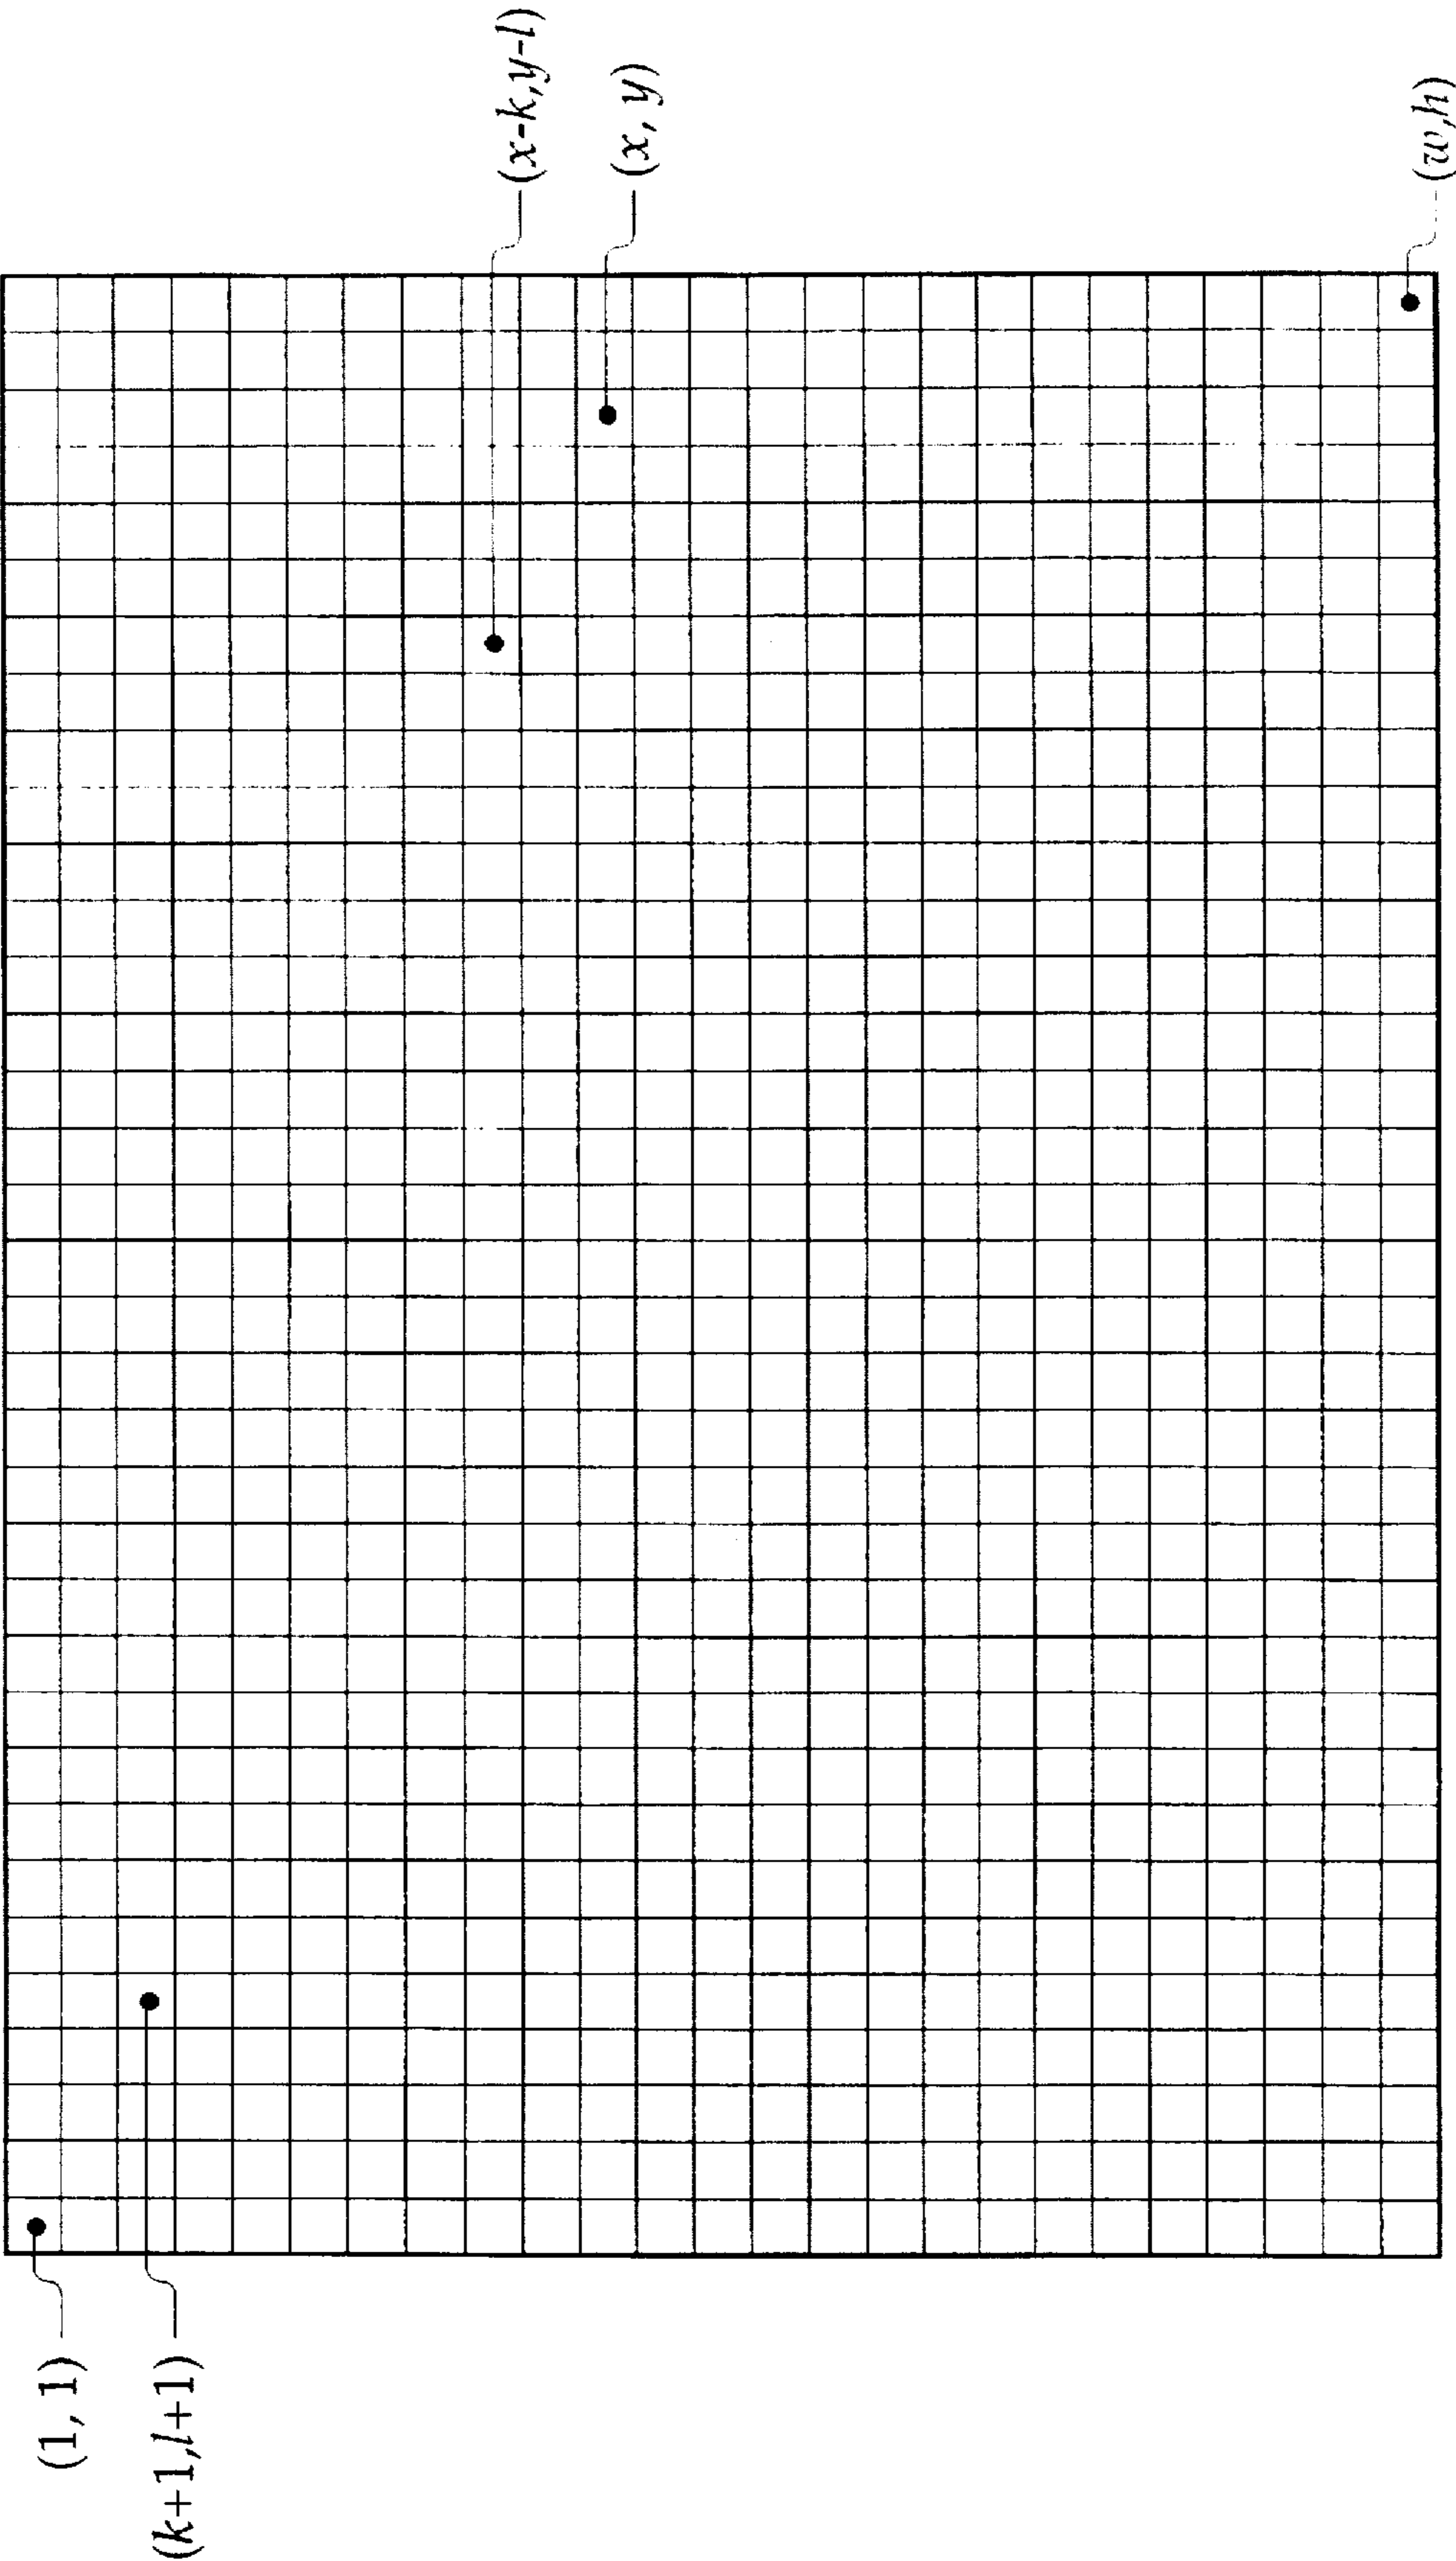 (1, 1)
(k+1,l+1)
(x-k,y-l)
(x, y)
(w,h)